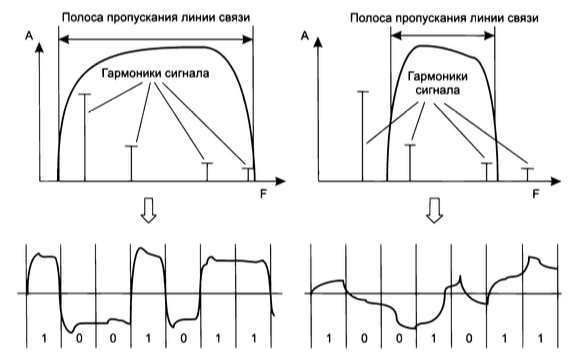 Полоса пропускания линии связи
A
Гармоники сигнала
F
1 0 0 1 0 1 1
Полоса пропускания линии связи
A
Гармоники
сигнала
F
1 0 0 1 0 1 1